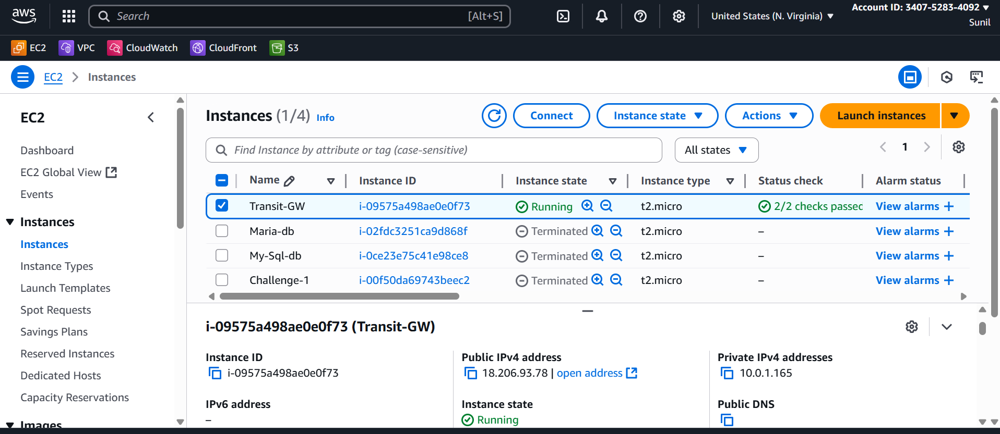 aws
Search [Alt+S]
United States (N. Virginia)
Account ID: 3407-5283-4092
Sunil
EC2 VPC CloudWatch CloudFront S3
EC2 Instances
EC2
Dashboard
EC2 Global View
Events
Instances
Instances
Instance Types
Launch Templates
Spot Requests
Savings Plans
Reserved Instances
Dedicated Hosts
Capacity Reservations
Images
Instances (1/4) Info
Connect
Instance state
Actions
Launch instances
Find Instance by attribute or tag (case-sensitive)
All states
1
Name Instance ID Instance state Instance type Status check Alarm status
Transit-GW i-09575a498ae0e0f73 Running t2.micro 2/2 checks passed View alarms +
Maria-db i-02fdc3251ca9d868f Terminated t2.micro – View alarms +
My-Sql-db i-0ce23e75c41e98ce8 Terminated t2.micro – View alarms +
Challenge-1 i-00f50da69743beec2 Terminated t2.micro – View alarms +
i-09575a498ae0e0f73 (Transit-GW)
Instance ID
i-09575a498ae0e0f73
Public IPv4 address
18.206.93.78 | open address
Private IPv4 addresses
10.0.1.165
IPv6 address
–
Instance state
Running
Public DNS